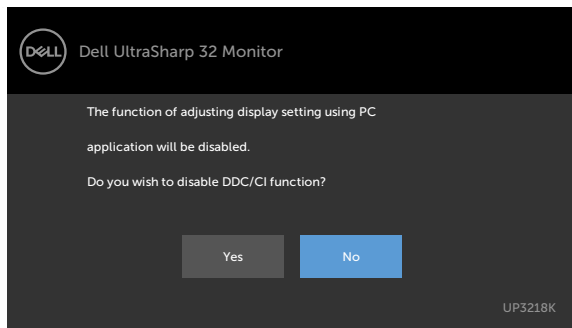 DELL
Dell UltraSharp 32 Monitor
The function of adjusting display setting using PC
application will be disabled.
Do you wish to disable DDC/CI function?
Yes
No
UP3218K